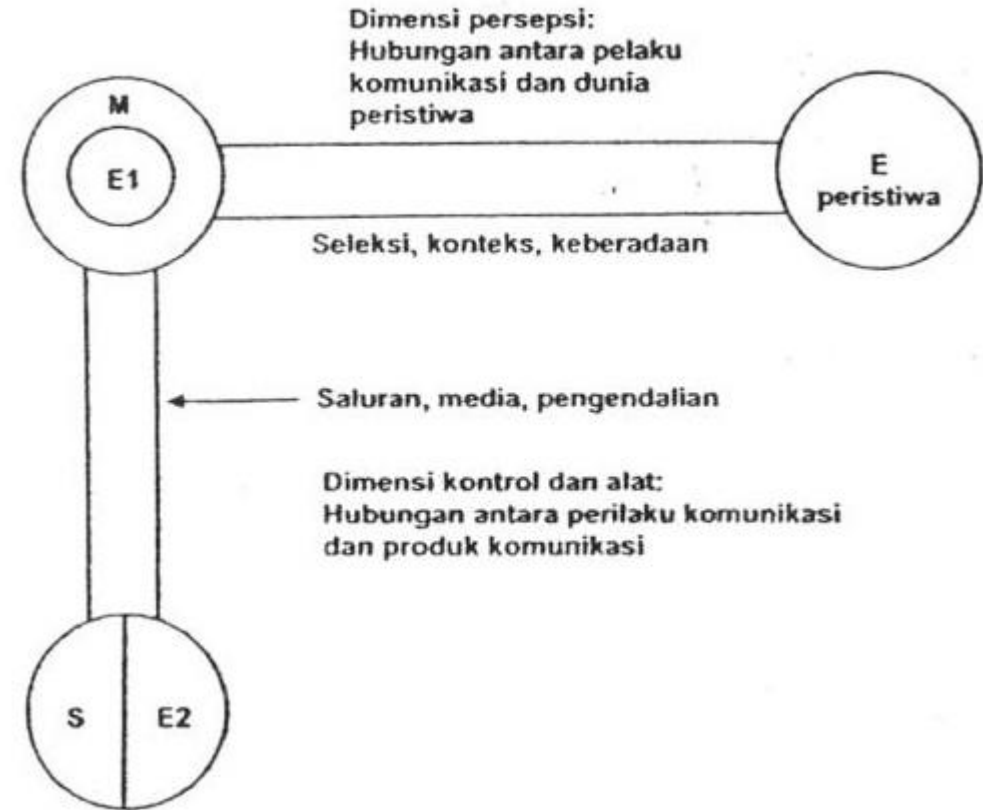 Dimensi persepsi:
Hubungan antara pelaku
komunikasi dan dunia
peristiwa
M
E1
E
peristiwa
Seleksi, konteks, keberadaan
Saluran, media, pengendalian
Dimensi kontrol dan alat:
Hubungan antara perilaku komunikasi
dan produk komunikasi
S
E2